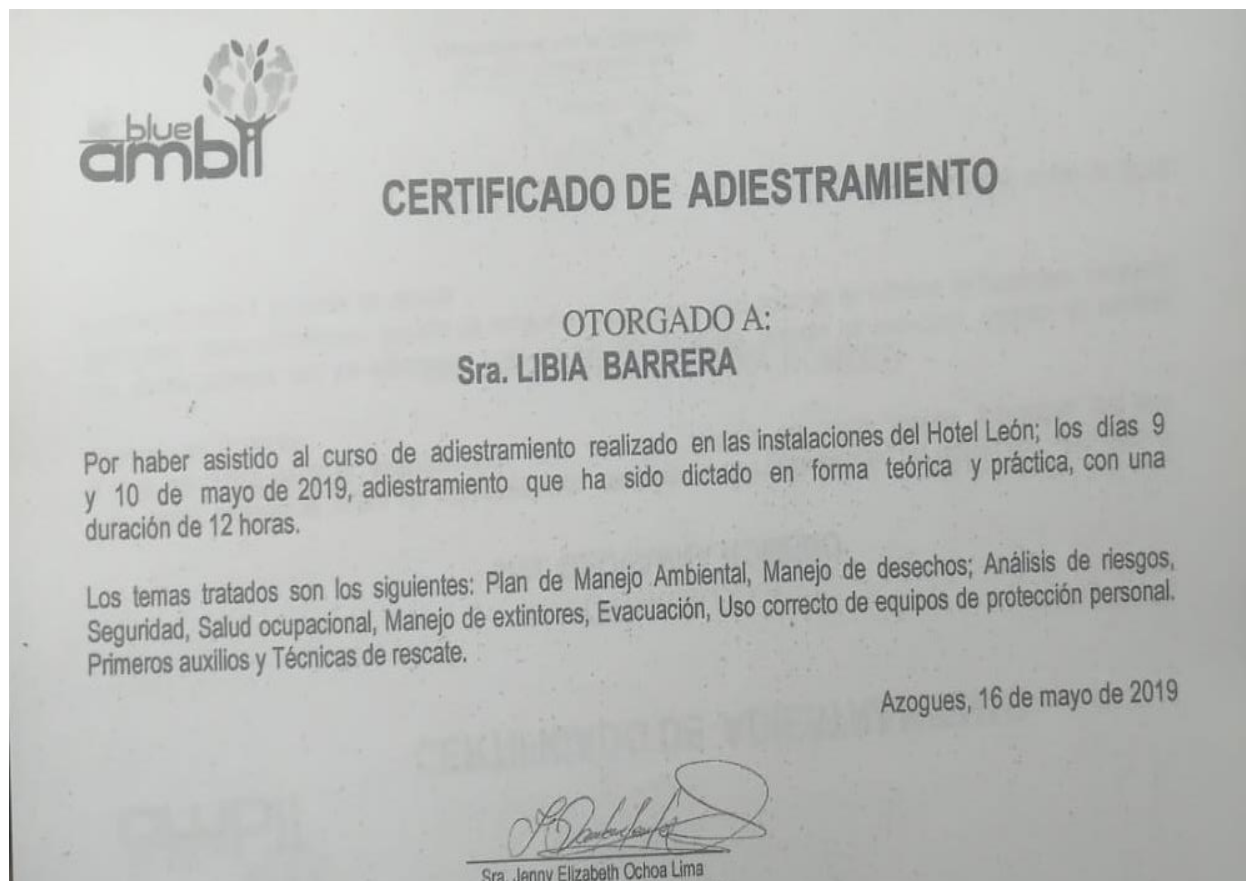 blue
ambil
CERTIFICADO DE ADIESTRAMIENTO
OTORGADO A:
Sra. LIBIA BARRERA
Por haber asistido al curso de adiestramiento realizado en las instalaciones del Hotel León; los días 9
y 10 de mayo de 2019, adiestramiento que ha sido dictado en forma teórica y práctica, con una
duración de 12 horas.
Los temas tratados son los siguientes: Plan de Manejo Ambiental, Manejo de desechos; Análisis de riesgos,
Seguridad, Salud ocupacional, Manejo de extintores, Evacuación, Uso correcto de equipos de protección personal.
Primeros auxilios y Técnicas de rescate.
Azogues, 16 de mayo de 2019
Sra. Jenny Elizabeth Ochoa Lima